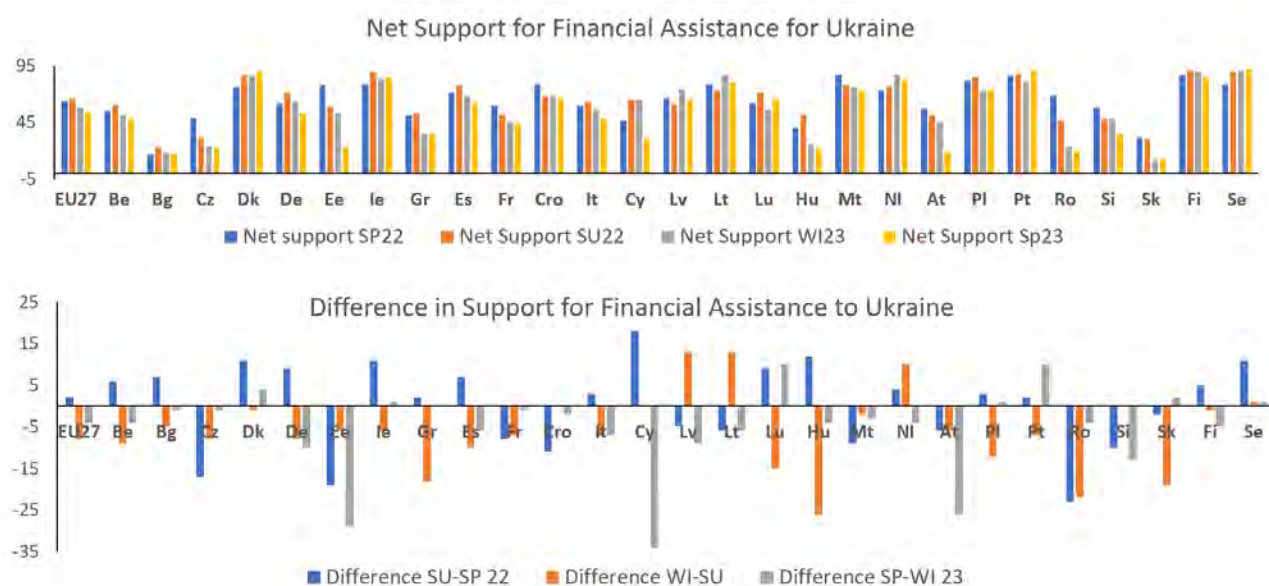 Net Support for Financial Assistance for Ukraine
95
45
-5
EU27 Be Bg Cz Dk De Ee Ie Gr Es Fr Cro It Cy Lv Lt Lu Hu Mt Nl At Pl Pt Ro Si Sk Fi Se
Net support SP22 Net Support SU22 Net Support WI23 Net Support Sp23
25
Difference in Support for Financial Assistance to Ukraine
15
5
-5
EU27 Be Bg Cz Dk De Ee Ie Gr Es Fr Cro It Cy Lv Lt Lu Hu Mt Nl At Pl Pt Ro Si Sk Fi Se
-15
-25
-35
Difference SU-SP 22 Difference WI-SU Difference SP-WI 23